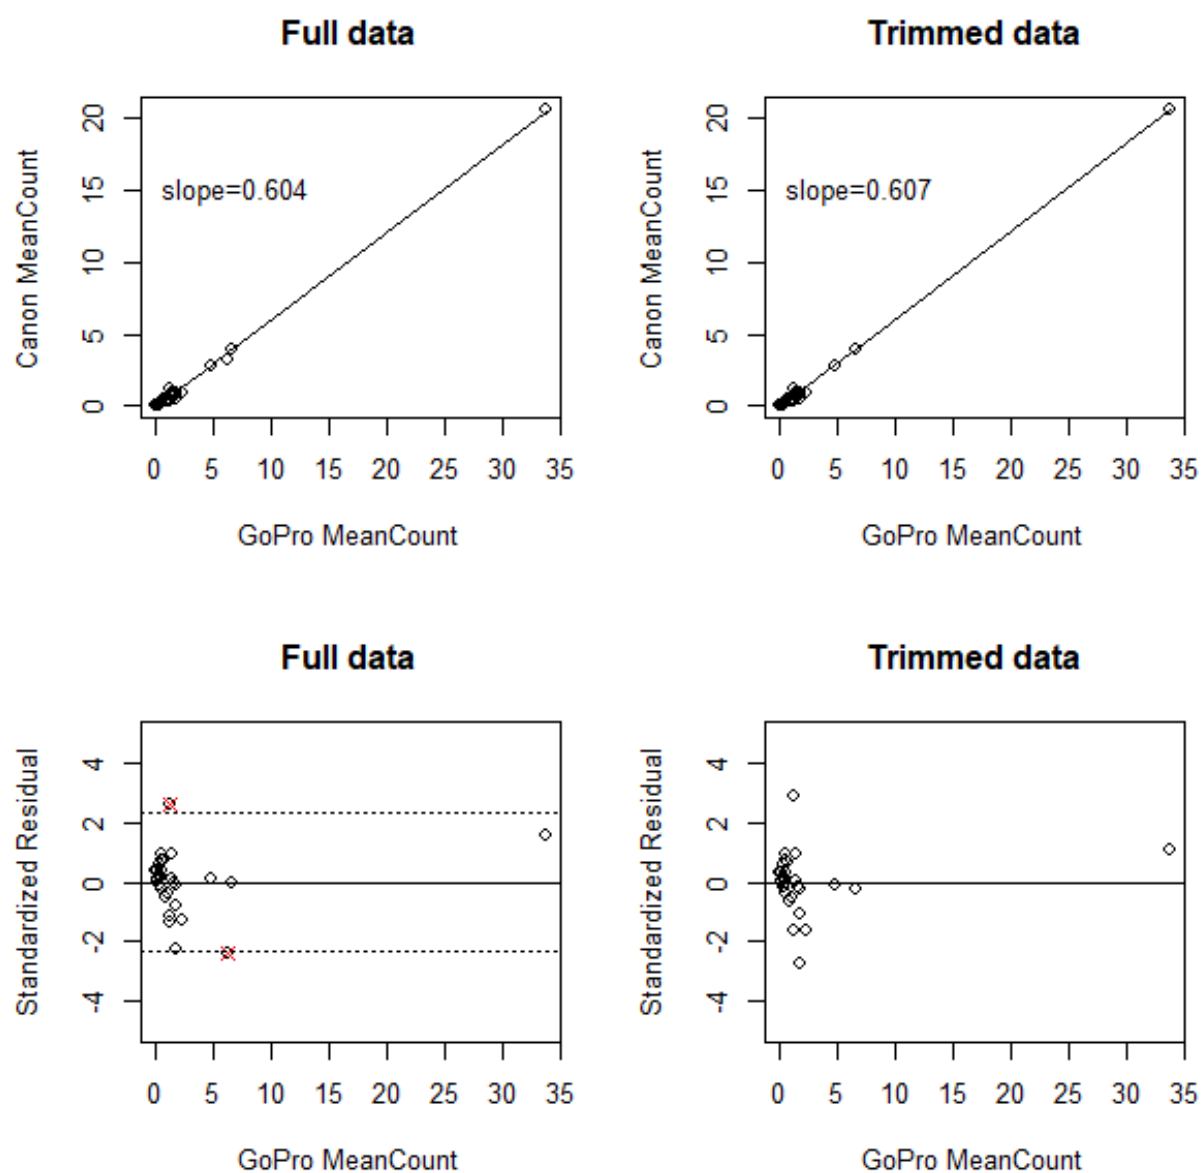 Full data
Trimmed data
Canon MeanCount
20
15
10
5
0
slope=0.604
0 5 10 15 20 25 30 35
GoPro MeanCount
Canon MeanCount
20
15
10
5
0
slope=0.607
0 5 10 15 20 25 30 35
GoPro MeanCount
Full data
Trimmed data
Standardized Residual
4
2
0
-2
-4
0 5 10 15 20 25 30 35
GoPro MeanCount
Standardized Residual
4
2
0
-2
-4
0 5 10 15 20 25 30 35
GoPro MeanCount